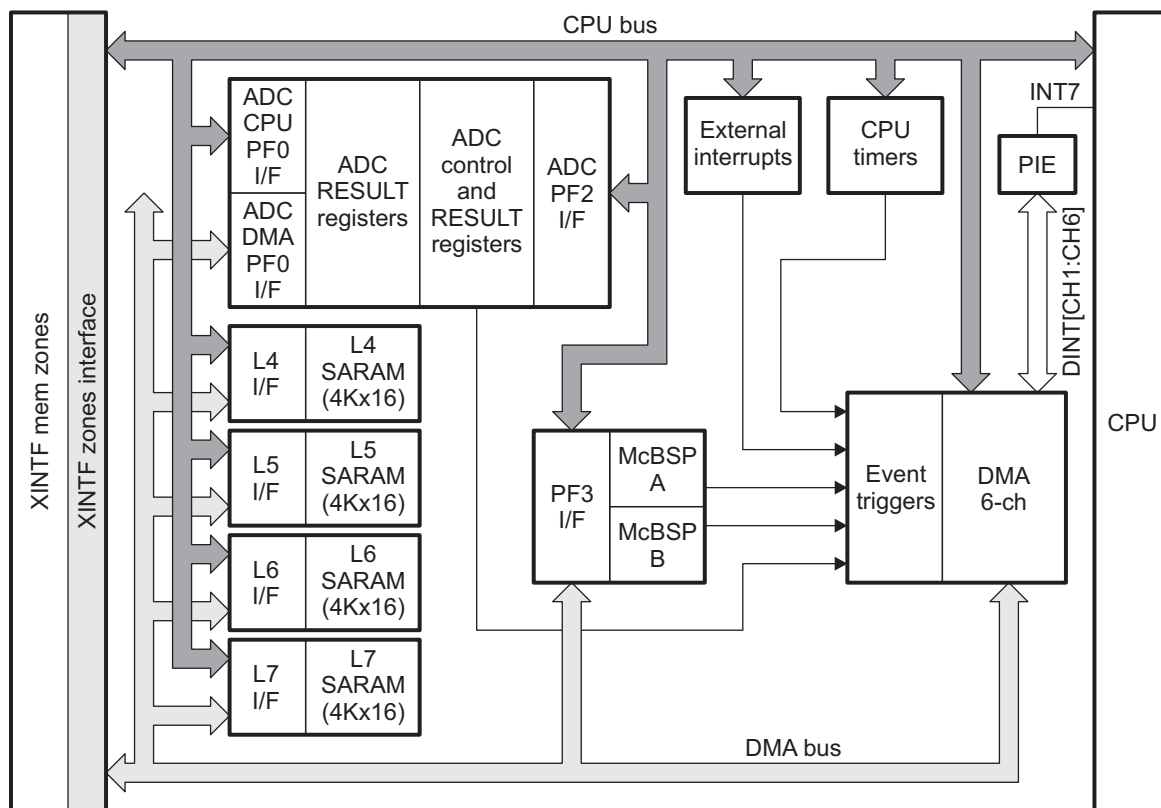 CPU bus
XINTF mem zones
XINTF zones interface
ADC
CPU
PF0
I/F
ADC
DMA
PF0
I/F
ADC
RESULT
registers
ADC
control
and
RESULT
registers
ADC
PF2
I/F
External
interrupts
CPU
timers
INT7
PIE
DINT[CH1:CH6]
CPU
L4
I/F
L4
SARAM
(4Kx16)
L5
I/F
L5
SARAM
(4Kx16)
L6
I/F
L6
SARAM
(4Kx16)
L7
I/F
L7
SARAM
(4Kx16)
PF3
I/F
McBSP
A
McBSP
B
Event
triggers
DMA
6-ch
DMA bus